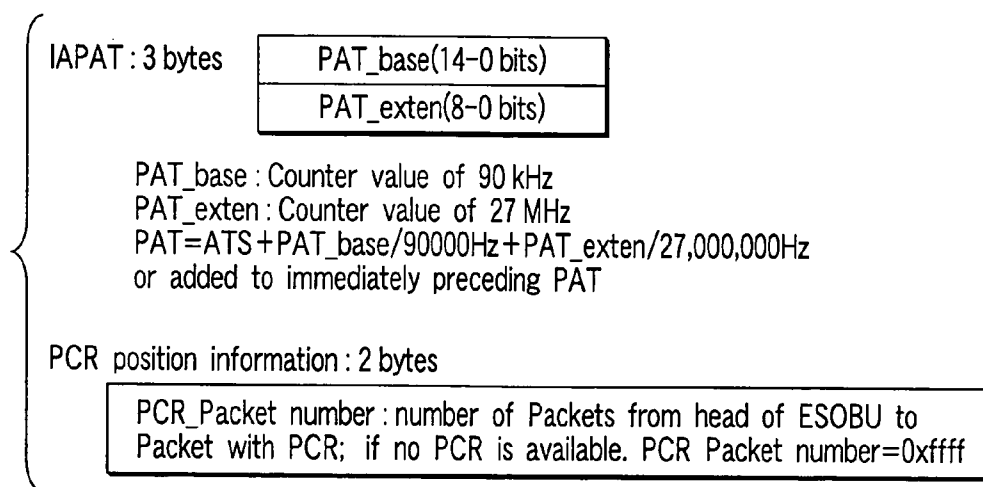 IAPAT : 3 bytes
PAT_base(14-0 bits)
PAT_exten(8-0 bits)
PAT_base : Counter value of 90 kHz
PAT_exten : Counter value of 27 MHz
PAT=ATS+PAT_base/90000Hz+PAT_exten/27,000,000Hz
or added to immediately preceding PAT
PCR position information : 2 bytes
PCR_Packet number : number of Packets from head of ESOBU to
Packet with PCR; if no PCR is available. PCR Packet number=0xffff